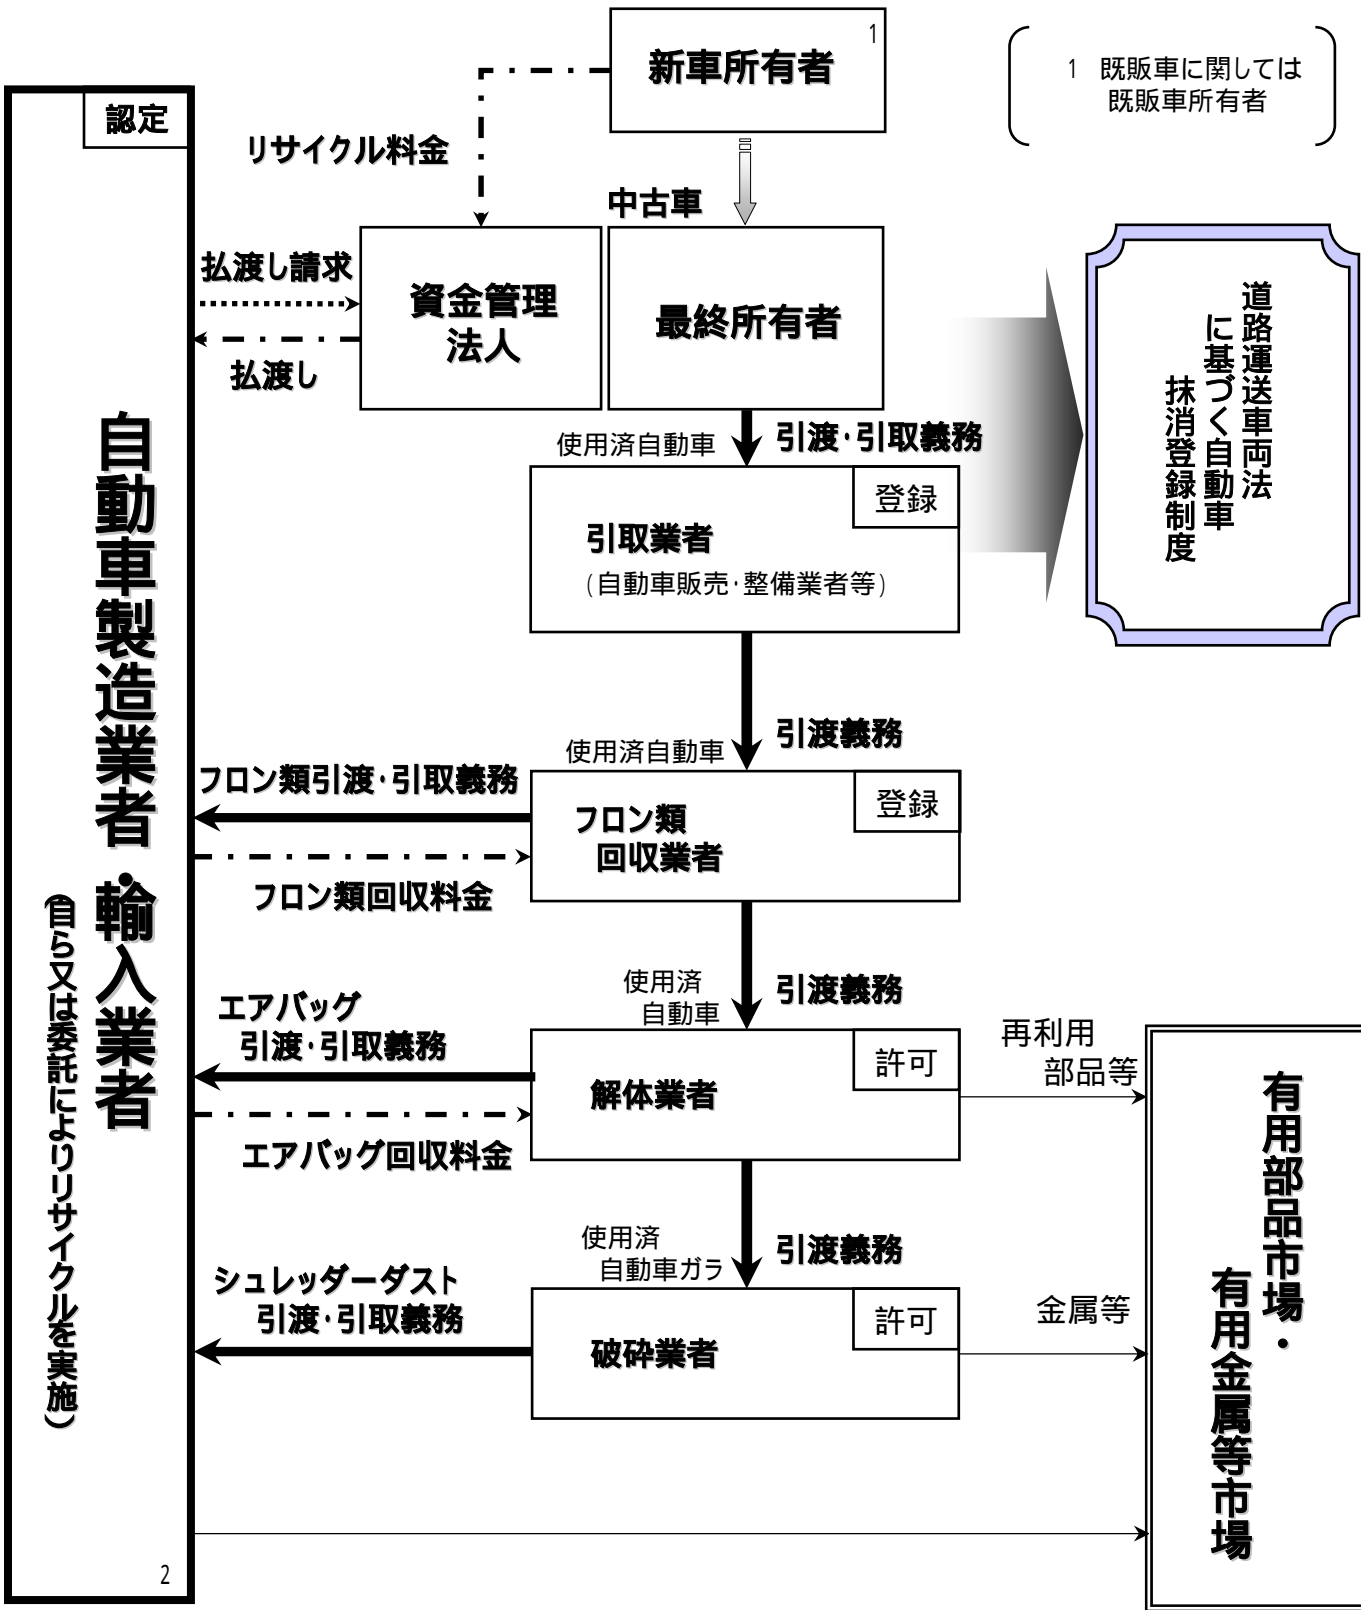 新車所有者
1
1 既販車に関しては
既販車所有者
認定
リサイクル料金
中古車
払渡し請求
払渡し
資金管理
法人
最終所有者
道路運送車両法
に基づく自動車
抹消登録制度
使用済自動車
引渡・引取義務
登録
引取業者
(自動車販売・整備業者等)
自動車製造業者・輸入業者
(自ら又は委託によりリサイクルを実施)
使用済自動車
引渡義務
フロン類引渡・引取義務
登録
フロン類
回収業者
フロン類回収料金
使用済
自動車
引渡義務
エアバッグ
引渡・引取義務
許可
解体業者
再利用
部品等
エアバッグ回収料金
使用済
自動車ガラ
引渡義務
シュレッダーダスト
引渡・引取義務
許可
破砕業者
金属等
有用部品市場・
有用金属等市場
2